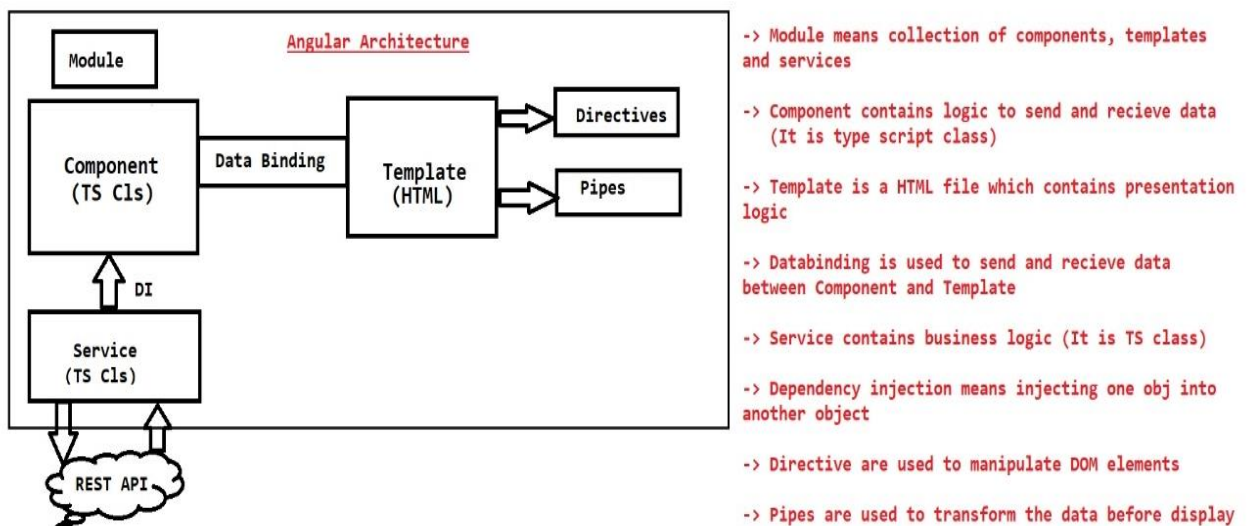 Angular Architecture
Module
Component
(TS Cls)
Data Binding
Template
(HTML)
Directives
Pipes
DI
Service
(TS Cls)
REST API
-> Module means collection of components, templates
and services
-> Component contains logic to send and recieve data
(It is type script class)
-> Template is a HTML file which contains presentation
logic
-> Databinding is used to send and recieve data
between Component and Template
-> Service contains business logic (It is TS class)
-> Dependency injection means injecting one obj into
another object
-> Directive are used to manipulate DOM elements
-> Pipes are used to transform the data before display